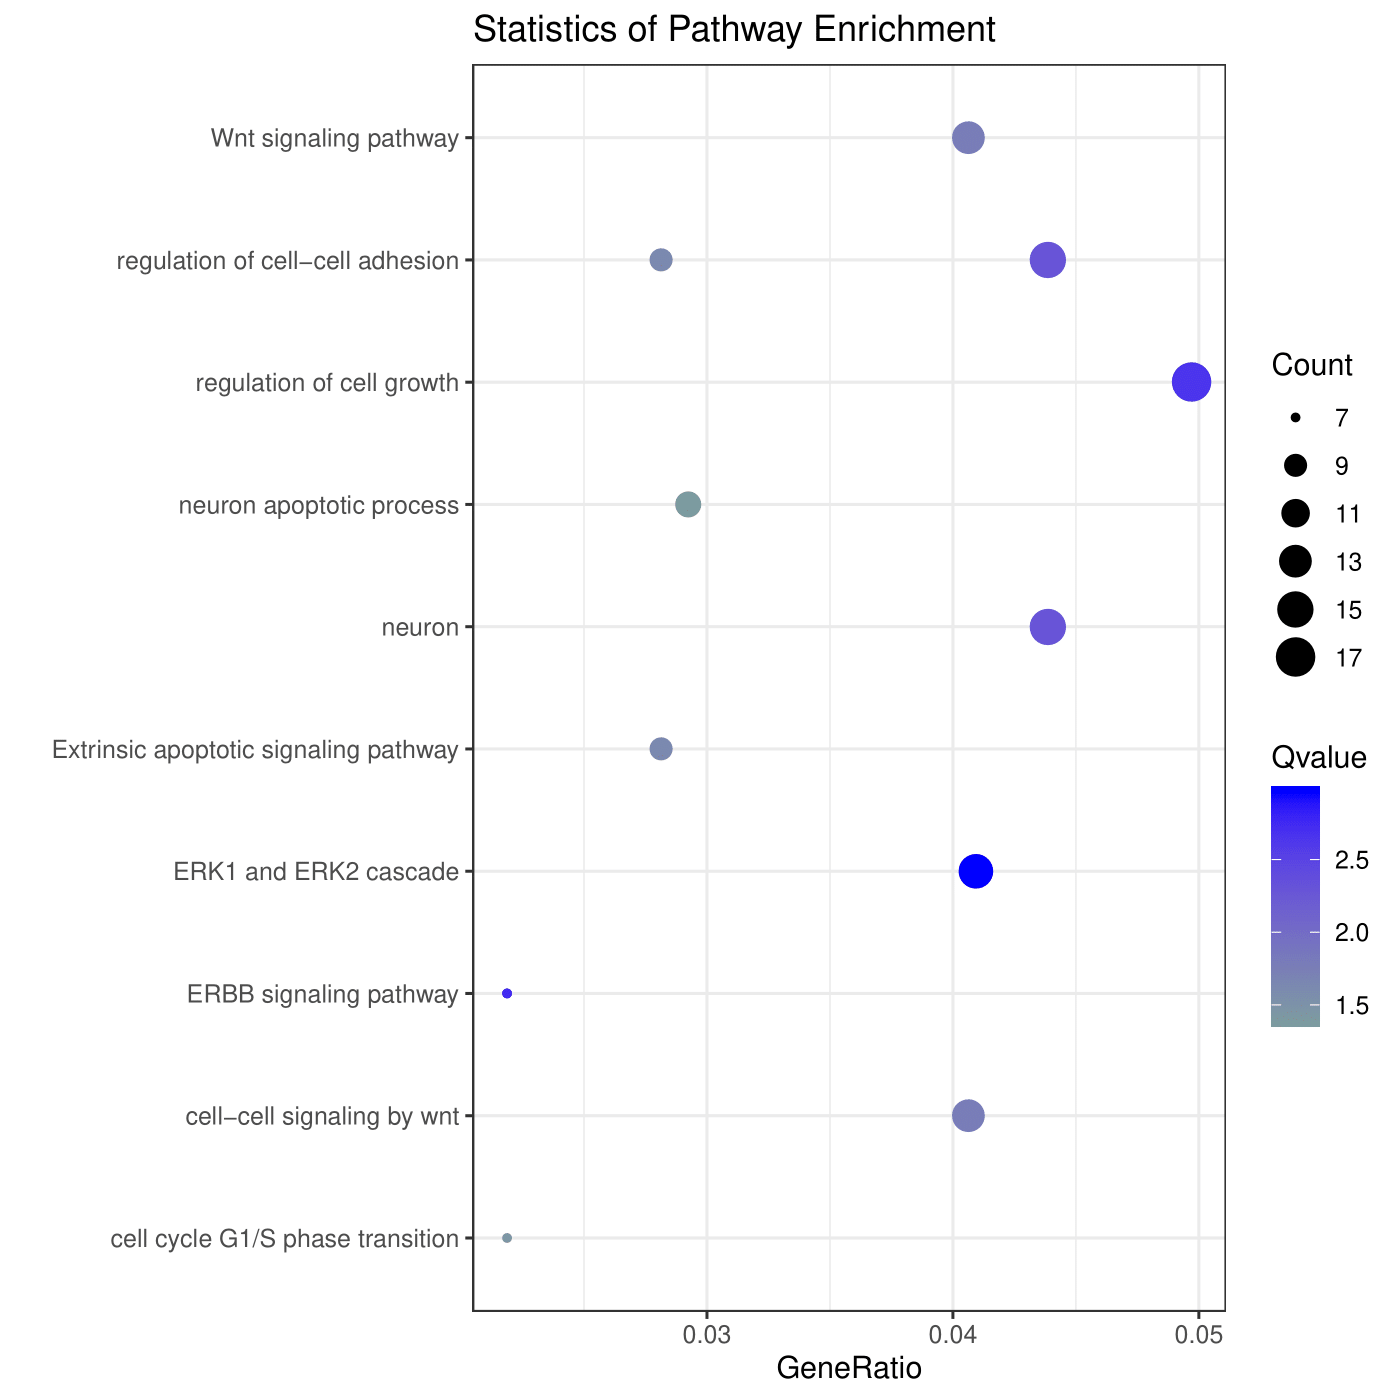 Statistics of Pathway Enrichment
Wnt signaling pathway
regulation of cell−cell adhesion
regulation of cell growth
neuron apoptotic process
neuron
Extrinsic apoptotic signaling pathway
ERK1 and ERK2 cascade
ERBB signaling pathway
cell−cell signaling by wnt
cell cycle G1/S phase transition
0.03 0.04 0.05
GeneRatio
Count
7
9
11
13
15
17
Qvalue
2.5
2.0
1.5